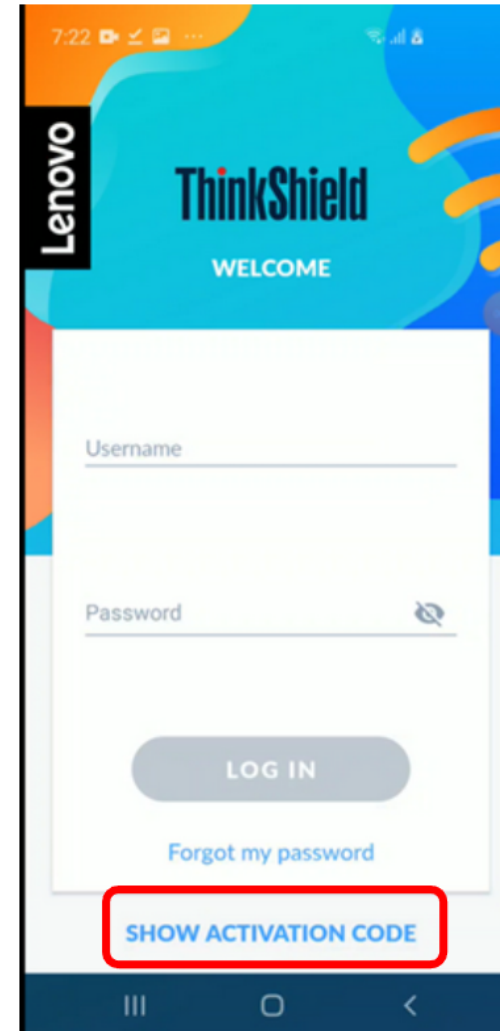 7:22
Lenovo
ThinkShield
WELCOME
Username
Password
LOG IN
Forgot my password
SHOW ACTIVATION CODE